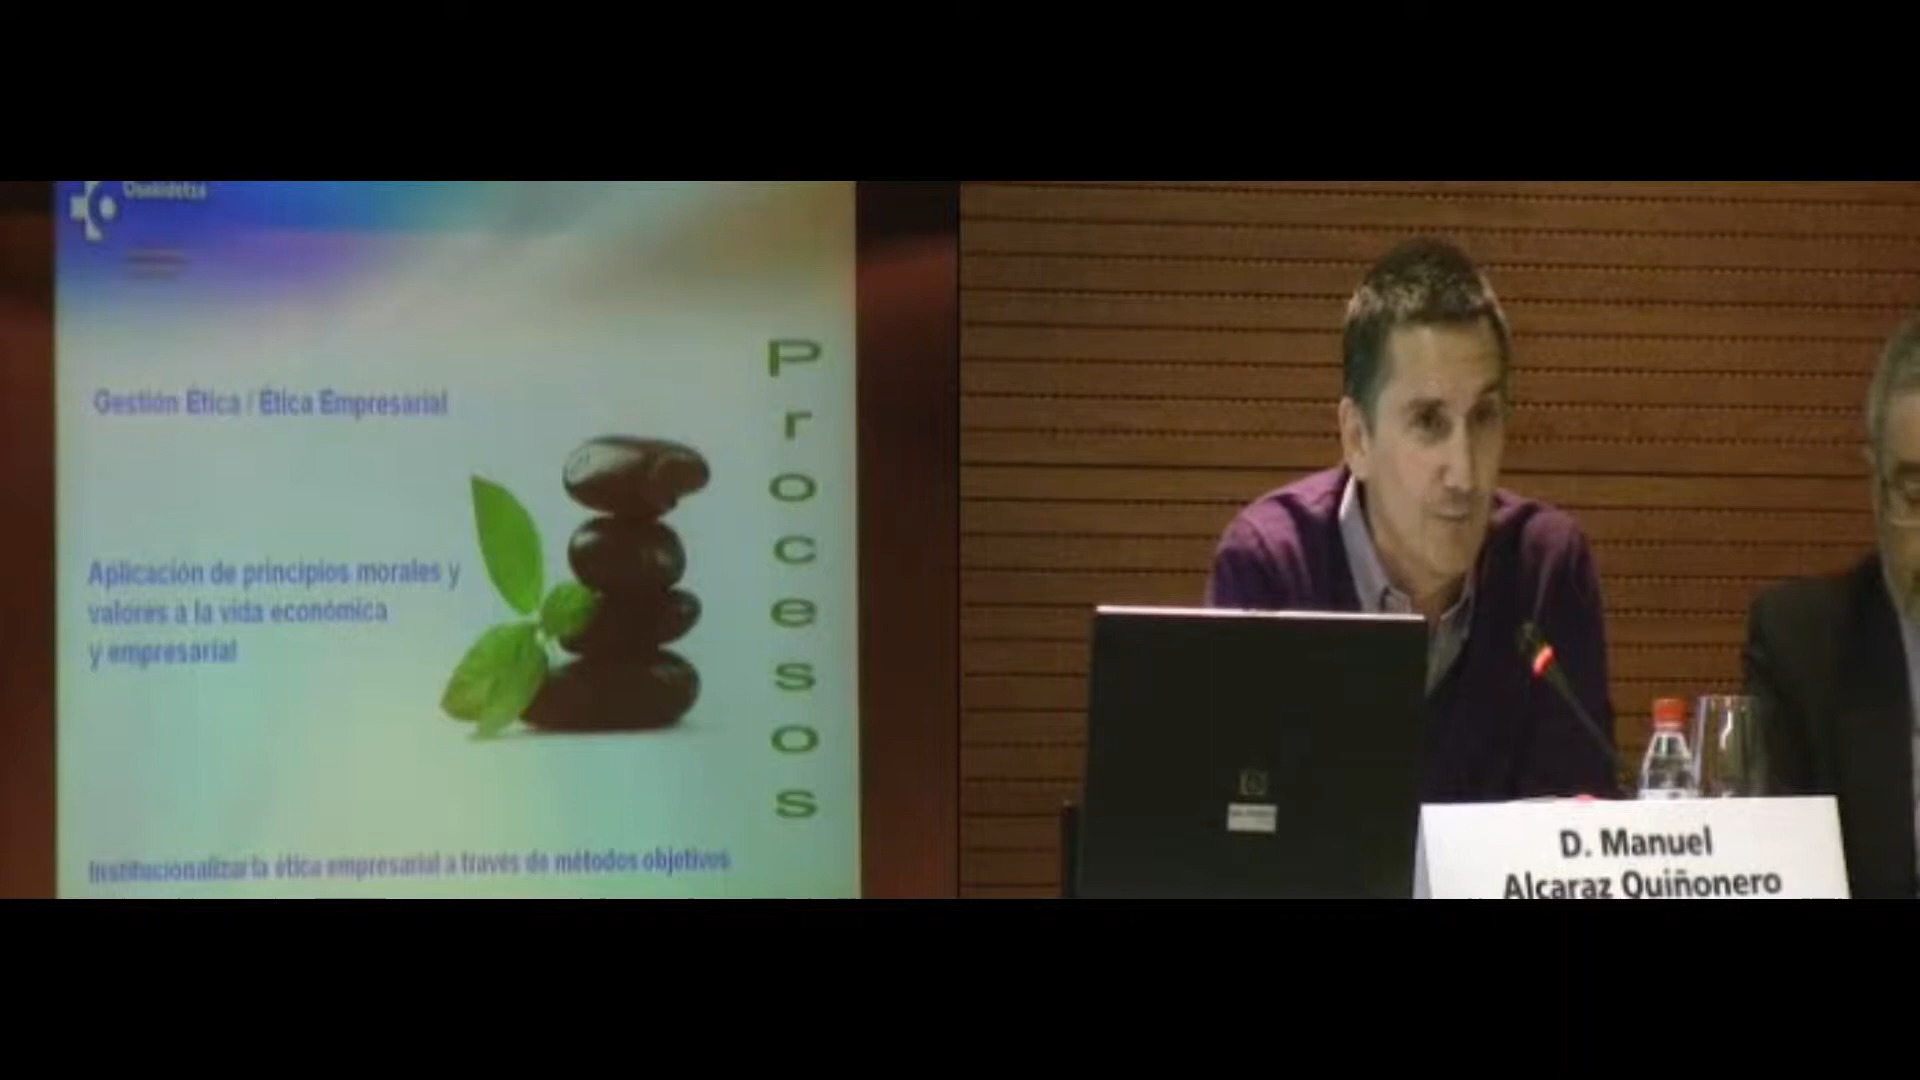 Osakidetza
Gestión Ética / Ética Empresarial
Procesos
Aplicación de principios morales y
valores a la vida económica
y empresarial
Institucionalizar la ética empresarial a través de métodos objetivos
D. Manuel
Alcaraz Quiñonero